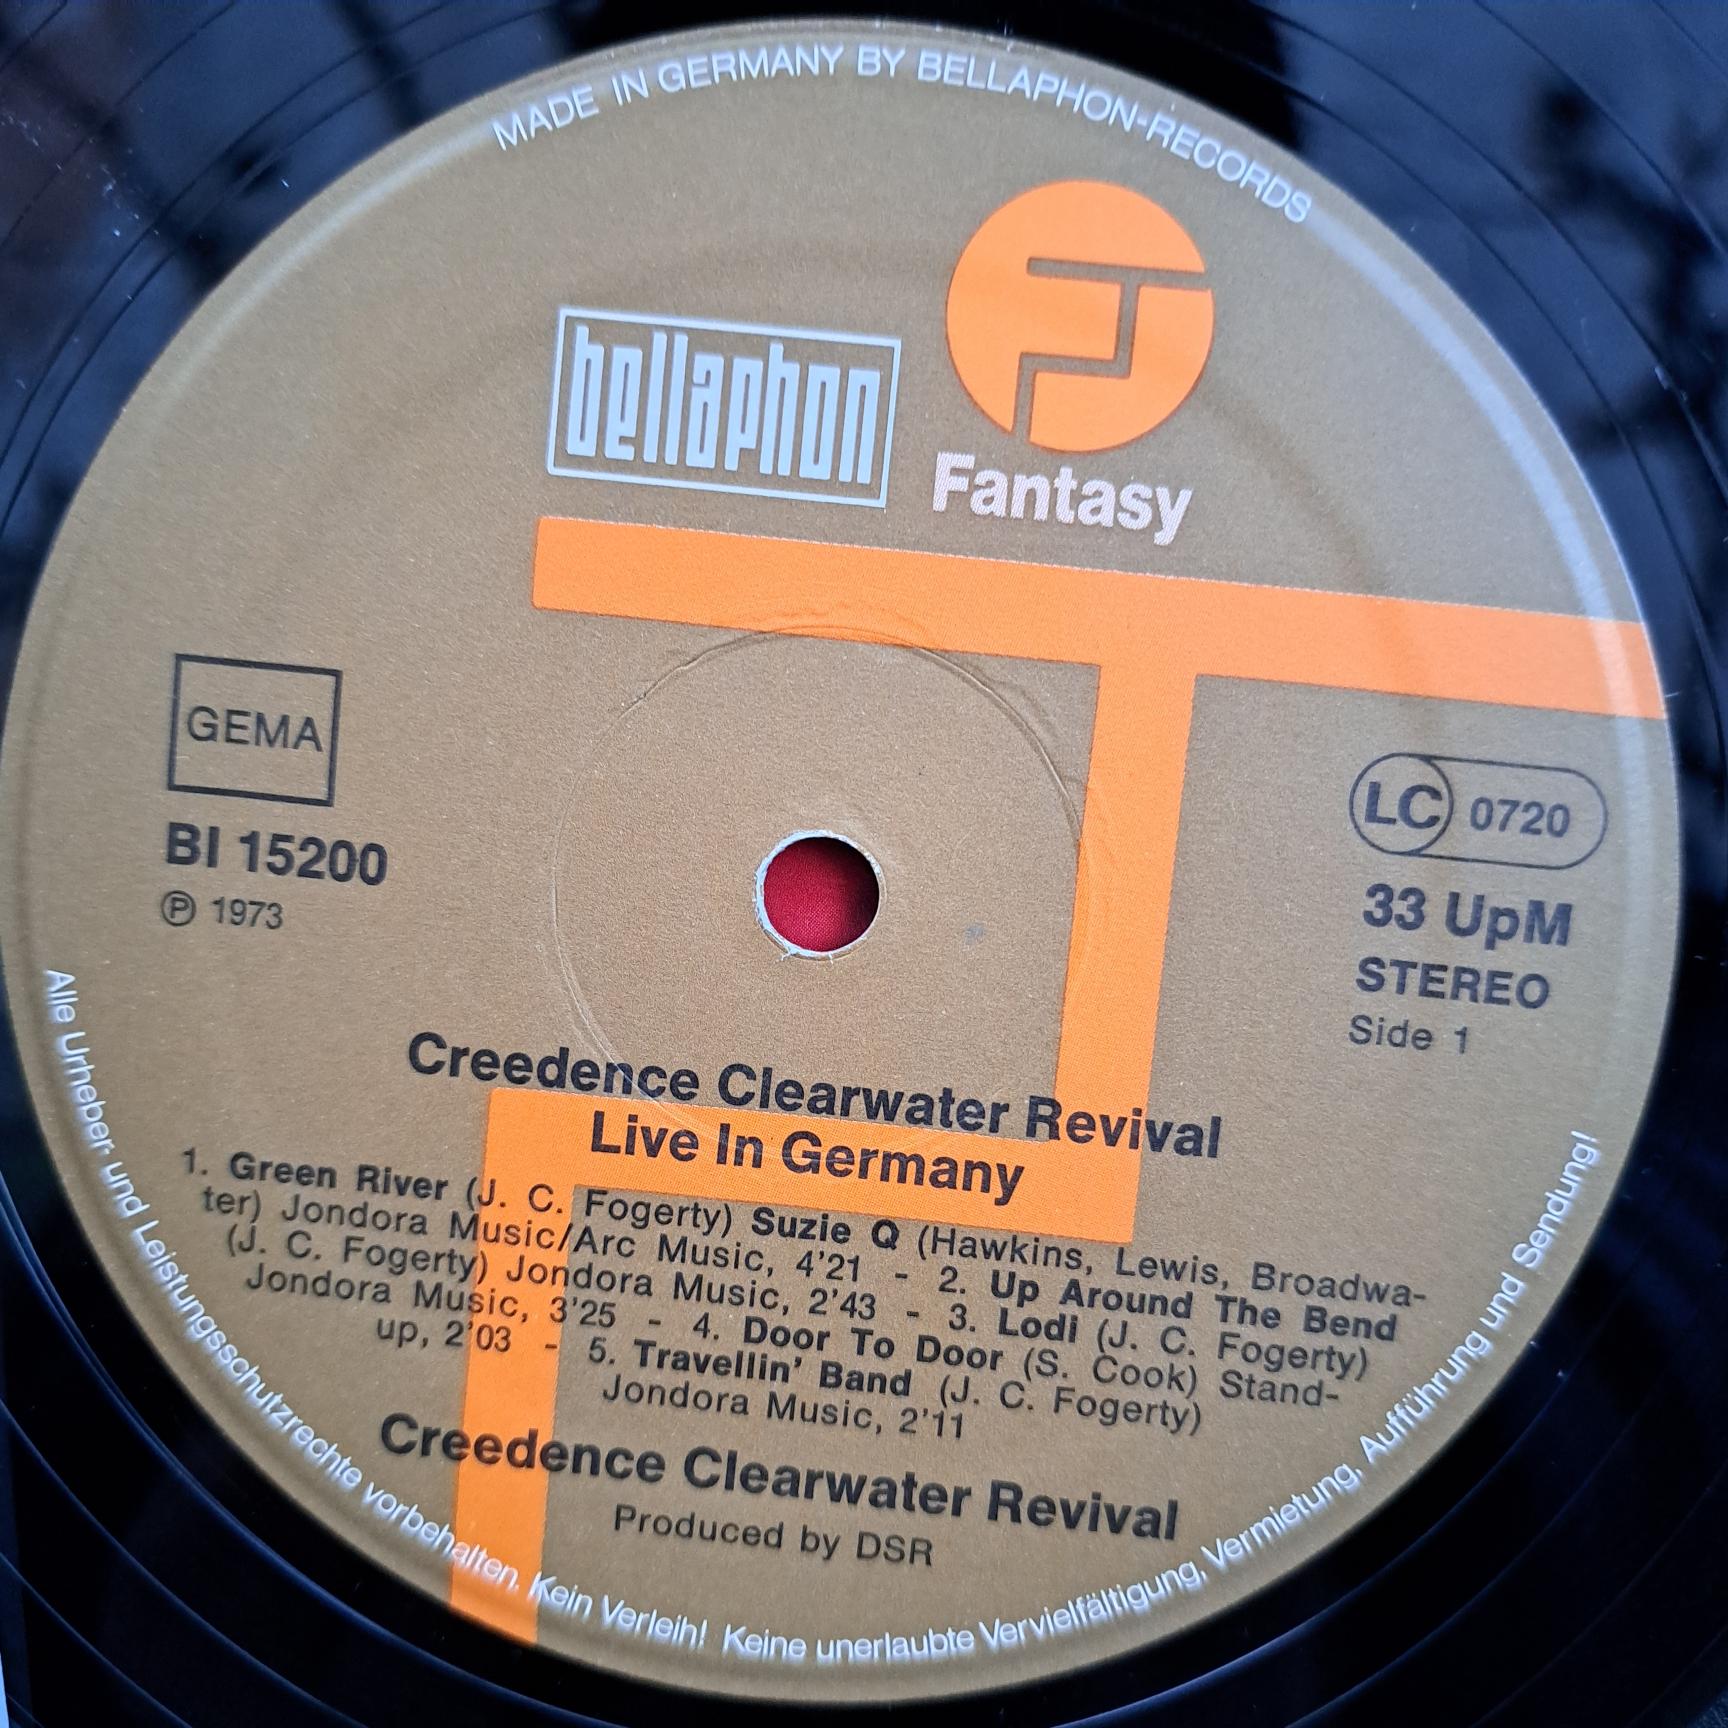 MADE IN GERMANY BY BELLAPHON-RECORDS
bellaphon
Fantasy
GEMA
BI 15200
℗ 1973
LC 0720
33 UpM
STEREO
Side 1
Creedence Clearwater Revival
Live In Germany
1. Green River (J. C. Fogerty) Suzie Q (Hawkins, Lewis, Broadwa-
ter) Jondora Music/Arc Music, 4'21 - 2. Up Around The Bend
(J. C. Fogerty) Jondora Music, 2'43 - 3. Lodi (J. C. Fogerty)
Jondora Music, 3'25 - 4. Door To Door (S. Cook) Stand-
up, 2'03 - 5. Travellin' Band (J. C. Fogerty)
Jondora Music, 2'11
Creedence Clearwater Revival
Produced by DSR
Alle Urheber- und Leistungsschutzrechte vorbehalten. Kein Verleih! Keine unerlaubte Vervielfältigung, Vermietung, Aufführung und Sendung!